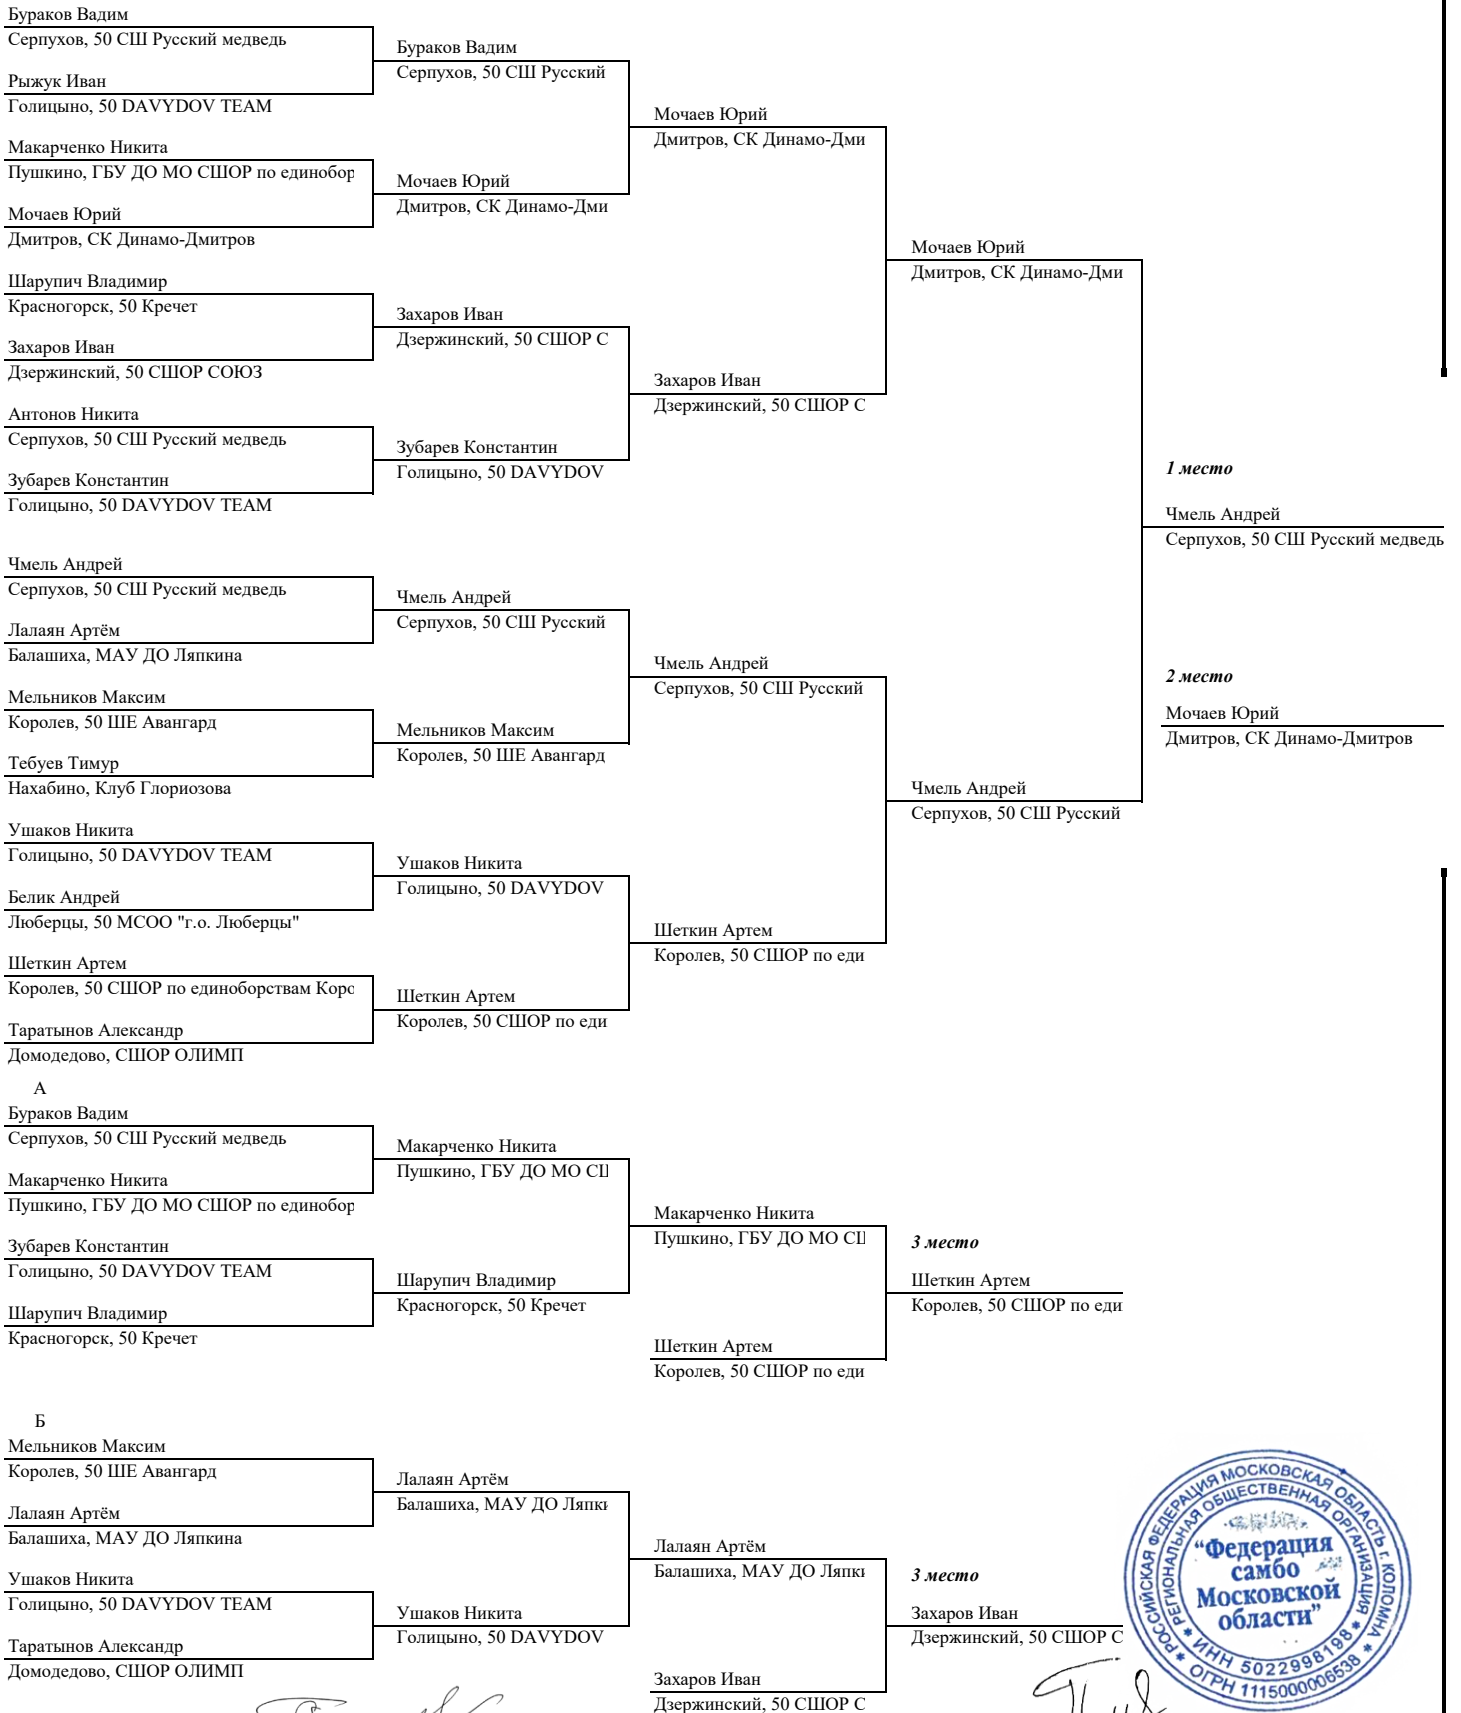 Бураков Вадим
Серпухов, 50 СШ Русский медведь
Рыжук Иван
Голицыно, 50 DAVYDOV TEAM
Макарченко Никита
Пушкино, ГБУ ДО МО СШОР по единобор
Мочаев Юрий
Дмитров, СК Динамо-Дмитров
Шарупич Владимир
Красногорск, 50 Кречет
Захаров Иван
Дзержинский, 50 СШОР СОЮЗ
Антонов Никита
Серпухов, 50 СШ Русский медведь
Зубарев Константин
Голицыно, 50 DAVYDOV TEAM
Чмель Андрей
Серпухов, 50 СШ Русский медведь
Лалаян Артём
Балашиха, МАУ ДО Ляпкина
Мельников Максим
Королев, 50 ШЕ Авангард
Тебуев Тимур
Нахабино, Клуб Глориозова
Ушаков Никита
Голицыно, 50 DAVYDOV TEAM
Белик Андрей
Люберцы, 50 МСОО "г.о. Люберцы"
Шеткин Артем
Королев, 50 СШОР по единоборствам Коро
Таратынов Александр
Домодедово, СШОР ОЛИМП
Бураков Вадим
Серпухов, 50 СШ Русский
Мочаев Юрий
Дмитров, СК Динамо-Дми
Захаров Иван
Дзержинский, 50 СШОР С
Зубарев Константин
Голицыно, 50 DAVYDOV
Чмель Андрей
Серпухов, 50 СШ Русский
Мельников Максим
Королев, 50 ШЕ Авангард
Ушаков Никита
Голицыно, 50 DAVYDOV
Шеткин Артем
Королев, 50 СШОР по еди
Мочаев Юрий
Дмитров, СК Динамо-Дми
Захаров Иван
Дзержинский, 50 СШОР С
Чмель Андрей
Серпухов, 50 СШ Русский
Шеткин Артем
Королев, 50 СШОР по еди
Мочаев Юрий
Дмитров, СК Динамо-Дми
Чмель Андрей
Серпухов, 50 СШ Русский
1 место
Чмель Андрей
Серпухов, 50 СШ Русский медведь
2 место
Мочаев Юрий
Дмитров, СК Динамо-Дмитров
А
Бураков Вадим
Серпухов, 50 СШ Русский медведь
Макарченко Никита
Пушкино, ГБУ ДО МО СШОР по единобор
Зубарев Константин
Голицыно, 50 DAVYDOV TEAM
Шарупич Владимир
Красногорск, 50 Кречет
Макарченко Никита
Пушкино, ГБУ ДО МО СШ
Шарупич Владимир
Красногорск, 50 Кречет
Макарченко Никита
Пушкино, ГБУ ДО МО СШ
Шеткин Артем
Королев, 50 СШОР по еди
3 место
Шеткин Артем
Королев, 50 СШОР по еди
Б
Мельников Максим
Королев, 50 ШЕ Авангард
Лалаян Артём
Балашиха, МАУ ДО Ляпкина
Ушаков Никита
Голицыно, 50 DAVYDOV TEAM
Таратынов Александр
Домодедово, СШОР ОЛИМП
Лалаян Артём
Балашиха, МАУ ДО Ляпки
Ушаков Никита
Голицыно, 50 DAVYDOV
Лалаян Артём
Балашиха, МАУ ДО Ляпки
Захаров Иван
Дзержинский, 50 СШОР С
3 место
Захаров Иван
Дзержинский, 50 СШОР С
РОССИЙСКАЯ ФЕДЕРАЦИЯ МОСКОВСКАЯ ОБЛАСТЬ г. КОЛОМНА
РЕГИОНАЛЬНАЯ ОБЩЕСТВЕННАЯ ОРГАНИЗАЦИЯ
"Федерация
самбо
Московской
области"
ИНН 5022998198
ОГРН 1115000006538